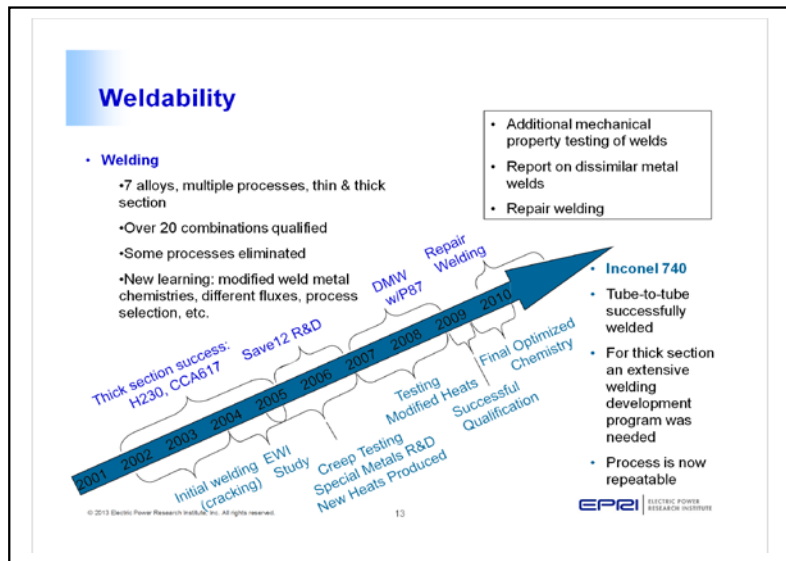 Weldability
• Welding
•7 alloys, multiple processes, thin & thick
section
•Over 20 combinations qualified
•Some processes eliminated
•New learning: modified weld metal
chemistries, different fluxes, process
selection, etc.
• Additional mechanical
property testing of welds
• Report on dissimilar metal
welds
• Repair welding
Thick section success:
H230, CCA617
Save12 R&D
DMW
w/P87
Repair
Welding
2001 2002 2003 2004 2005 2006 2007 2008 2009 2010
Initial welding
(cracking)
EWI
Study
Creep Testing
Special Metals R&D
New Heats Produced
Testing
Modified Heats
Successful
Qualification
Final Optimized
Chemistry
• Inconel 740
• Tube-to-tube
successfully
welded
• For thick section
an extensive
welding
development
program was
needed
• Process is now
repeatable
© 2013 Electric Power Research Institute, Inc. All rights reserved.
13
EPRI ELECTRIC POWER
RESEARCH INSTITUTE